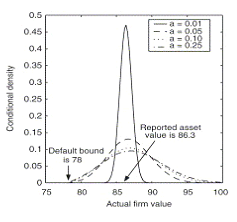 0.5
0.45
0.4
0.35
0.3
0.25
0.2
0.15
0.1
0.05
0
Conditional density
a = 0.01
a = 0.05
a = 0.10
a = 0.25
Reported asset
value is 86.3
Default bound
is 78
75 80 85 90 95 100
Actual firm value